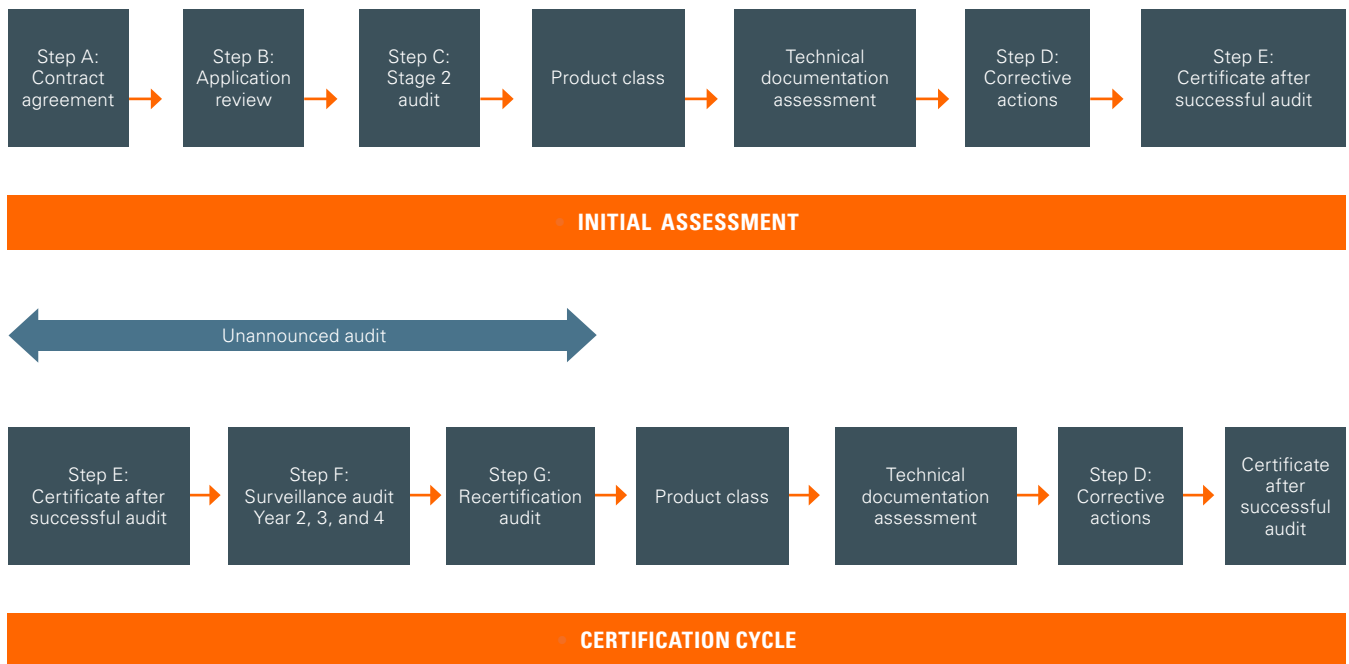 Step A:
Contract
agreement
Step B:
Application
review
Step C:
Stage 2
audit
Product class
Technical
documentation
assessment
Step D:
Corrective
actions
Step E:
Certificate after
successful audit
INITIAL ASSESSMENT
Unannounced audit
Step E:
Certificate after
successful audit
Step F:
Surveillance audit
Year 2, 3, and 4
Step G:
Recertification
audit
Product class
Technical
documentation
assessment
Step D:
Corrective
actions
Certificate
after
successful
audit
CERTIFICATION CYCLE